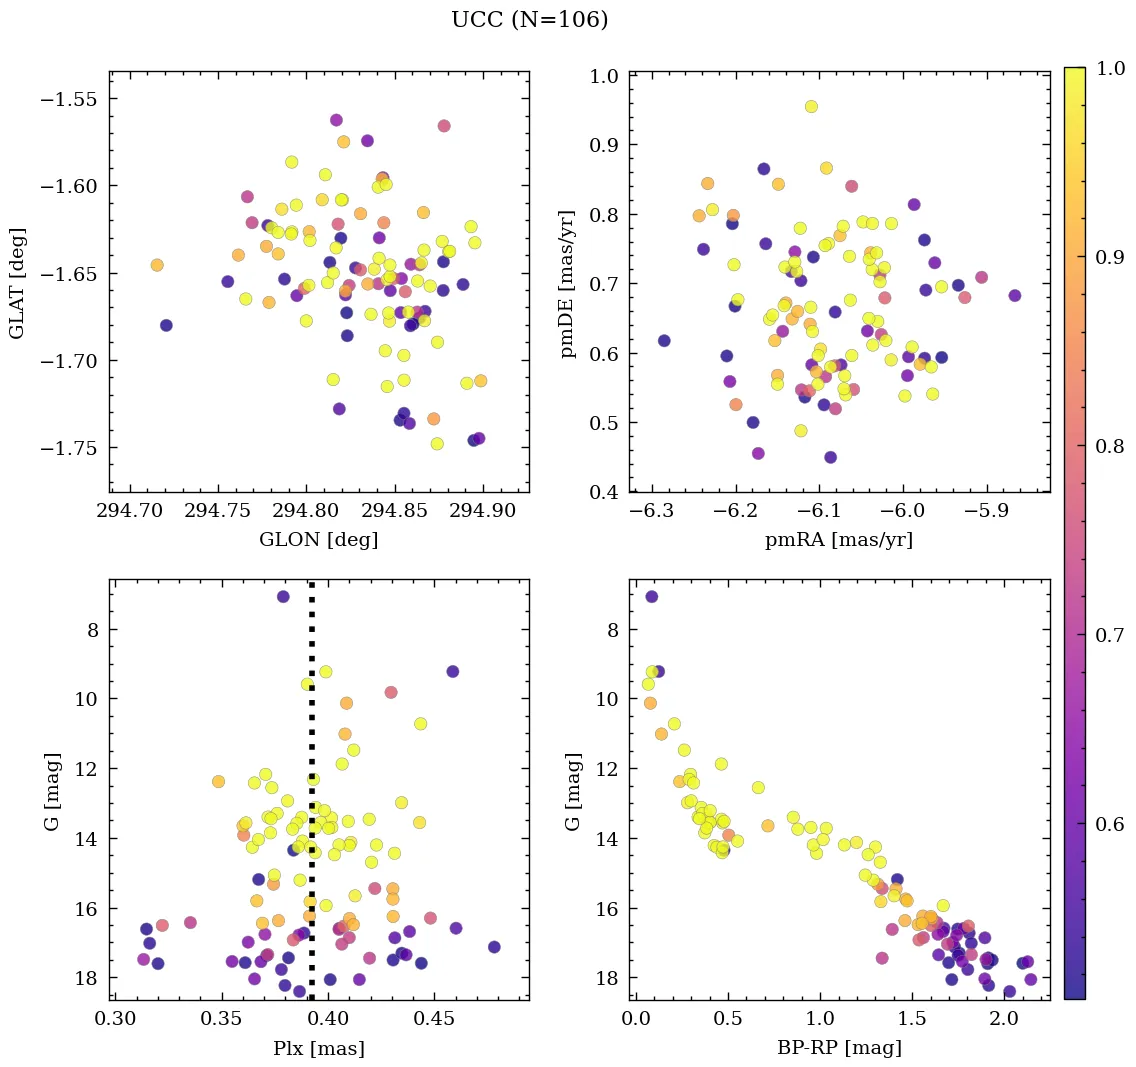 UCC (N=106)
−1.55
−1.60
−1.65
−1.70
−1.75
GLAT [deg]
294.70 294.75 294.80 294.85 294.90
GLON [deg]
1.0
0.9
0.8
0.7
0.6
0.5
0.4
pmDE [mas/yr]
−6.3 −6.2 −6.1 −6.0 −5.9
pmRA [mas/yr]
1.0
0.9
0.8
0.7
0.6
8
10
12
14
16
18
G [mag]
0.30 0.35 0.40 0.45
Plx [mas]
8
10
12
14
16
18
G [mag]
0.0 0.5 1.0 1.5 2.0
BP-RP [mag]